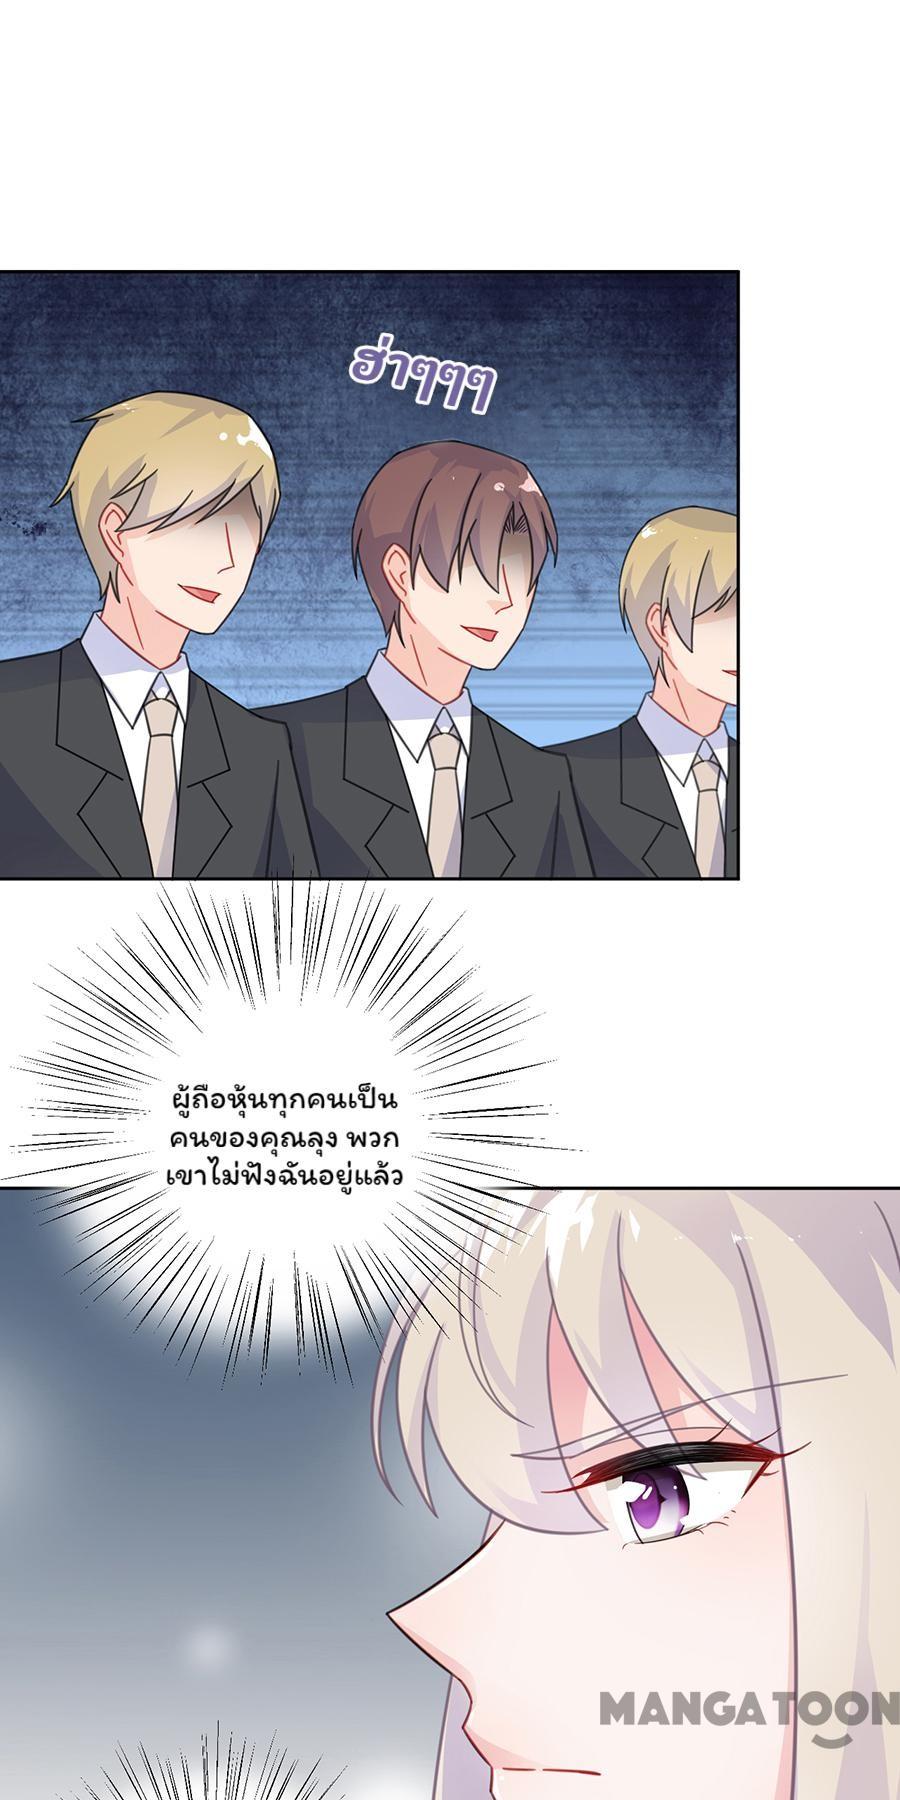 ฮ่าๆๆๆ
ผู้ถือหุ้นทุกคนเป็น
คนของคุณลุง พวก
เขาไม่ฟังฉันอยู่แล้ว
MANGATOON